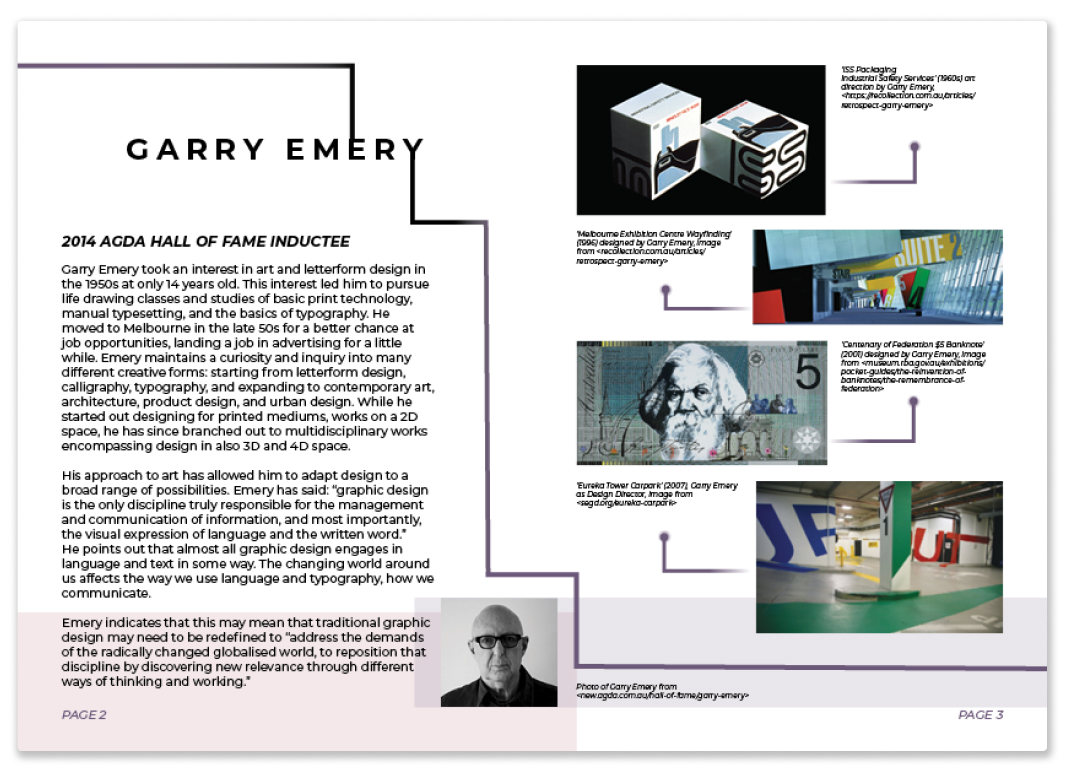 GARRY EMERY
2014 AGDA HALL OF FAME INDUCTEE
Garry Emery took an interest in art and letterform design in
the 1950s at only 14 years old. This interest led him to pursue
life drawing classes and studies of basic print technology,
manual typesetting, and the basics of typography. He
moved to Melbourne in the late 50s for a better chance at
job opportunities, landing a job in advertising for a little
while. Emery maintains a curiosity and inquiry into many
different creative forms: starting from letterform design,
calligraphy, typography, and expanding to contemporary art,
architecture, product design, and urban design. While he
started out designing for printed mediums, works on a 2D
space, he has since branched out to multidisciplinary works
encompassing design in also 3D and 4D space.
His approach to art has allowed him to adapt design to a
broad range of possibilities. Emery has said: “graphic design
is the only discipline truly responsible for the management
and communication of information, and most importantly,
the visual expression of language and the written word.”
He points out that almost all graphic design engages in
language and text in some way. The changing world around
us affects the way we use language and typography, how we
communicate.
Emery indicates that this may mean that traditional graphic
design may need to be redefined to “address the demands
of the radically changed globalised world, to reposition that
discipline by discovering new relevance through different
ways of thinking and working.”
PAGE 2
'ISS Packaging
Industrial Safety Services' (1960s) art
direction by Garry Emery,
<https://recollection.com.au/articles/
retrospect-garry-emery>
'Melbourne Exhibition Centre Wayfinding'
(1996) designed by Garry Emery, image
from <recollection.com.au/articles/
retrospect-garry-emery>
SUITE 2
STAIR
4
'Centenary of Federation $5 Banknote'
(2001) designed by Garry Emery, image
from <museum.rba.gov.au/exhibitions/
pocket-guides/the-reinvention-of-
banknotes/the-remembrance-of-
federation>
5
Australia
'Eureka Tower Carpark' (2007), Garry Emery
as Design Director, image from
<segd.org/eureka-carpark>
1
UP
OUT
Photo of Garry Emery from
<new.agda.com.au/hall-of-fame/garry-emery>
PAGE 3